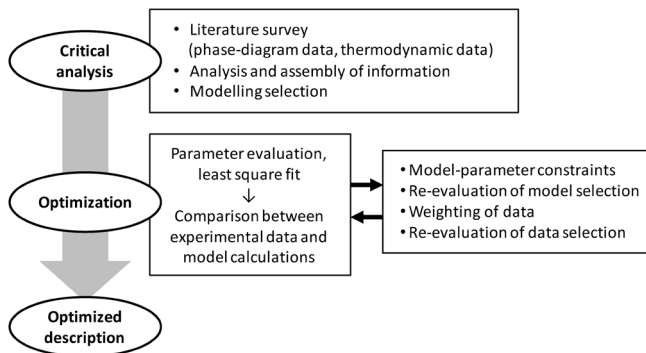 Critical
analysis
• Literature survey
(phase-diagram data, thermodynamic data)
• Analysis and assembly of information
• Modelling selection
Optimization
Parameter evaluation,
least square fit
↓
Comparison between
experimental data and
model calculations
• Model-parameter constraints
• Re-evaluation of model selection
• Weighting of data
• Re-evaluation of data selection
Optimized
description